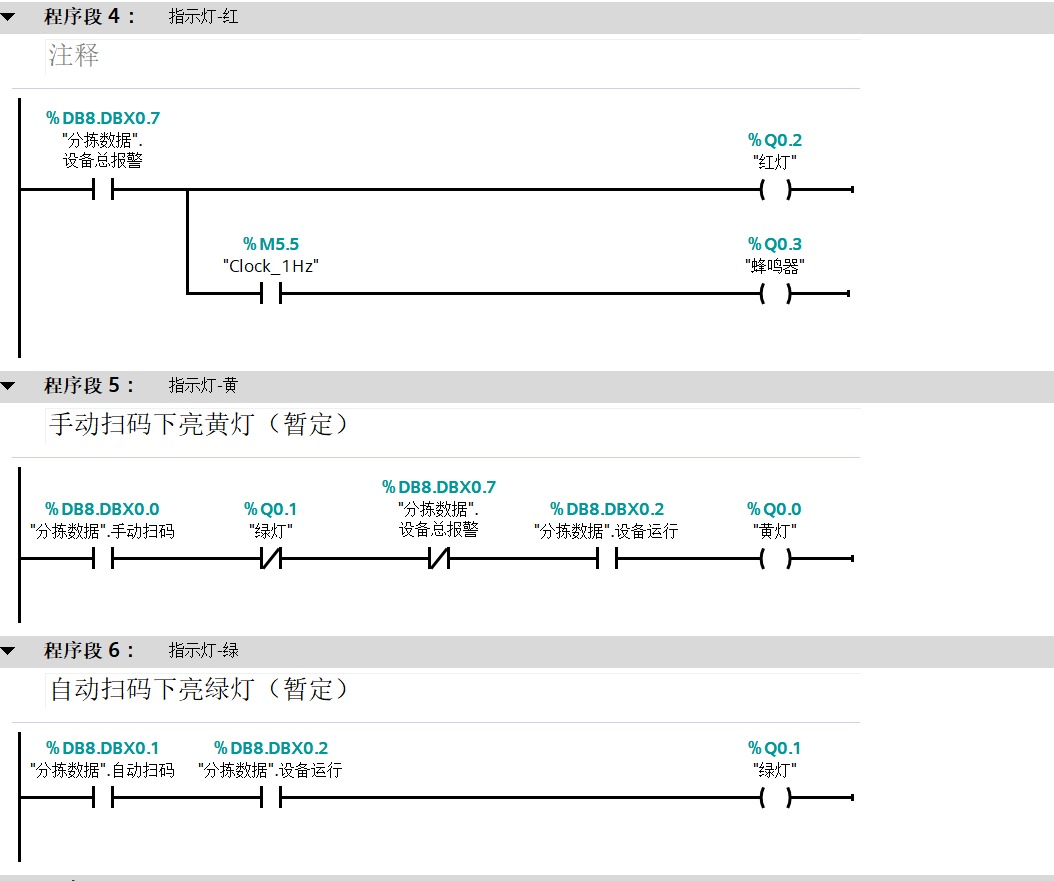 程序段 4： 指示灯-红
注释
%DB8.DBX0.7
"分拣数据".
设备总报警
%Q0.2
"红灯"
%M5.5
"Clock_1Hz"
%Q0.3
"蜂鸣器"
程序段 5： 指示灯-黄
手动扫码下亮黄灯（暂定）
%DB8.DBX0.0
"分拣数据".手动扫码
%Q0.1
"绿灯"
%DB8.DBX0.7
"分拣数据".
设备总报警
%DB8.DBX0.2
"分拣数据".设备运行
%Q0.0
"黄灯"
程序段 6： 指示灯-绿
自动扫码下亮绿灯（暂定）
%DB8.DBX0.1
"分拣数据".自动扫码
%DB8.DBX0.2
"分拣数据".设备运行
%Q0.1
"绿灯"